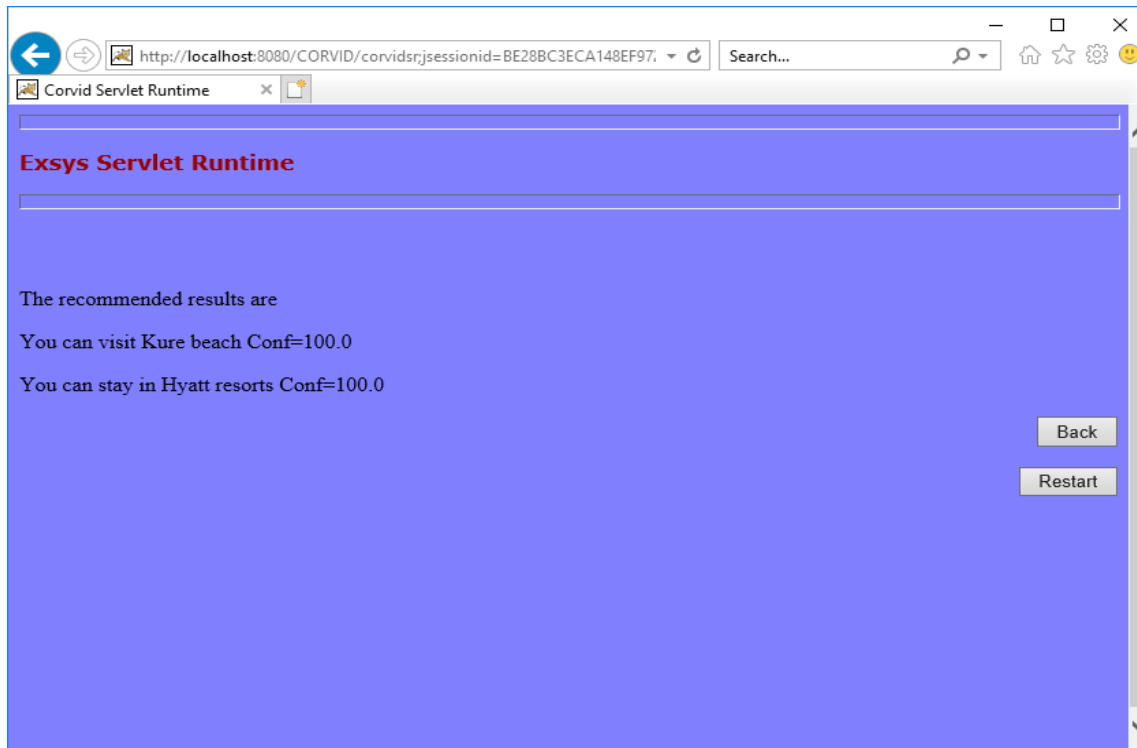 http://localhost:8080/CORVID/corvidsr;jsessionid=BE28BC3ECA148EF97
Search...
Corvid Servlet Runtime
Exsys Servlet Runtime
The recommended results are
You can visit Kure beach Conf=100.0
You can stay in Hyatt resorts Conf=100.0
Back
Restart